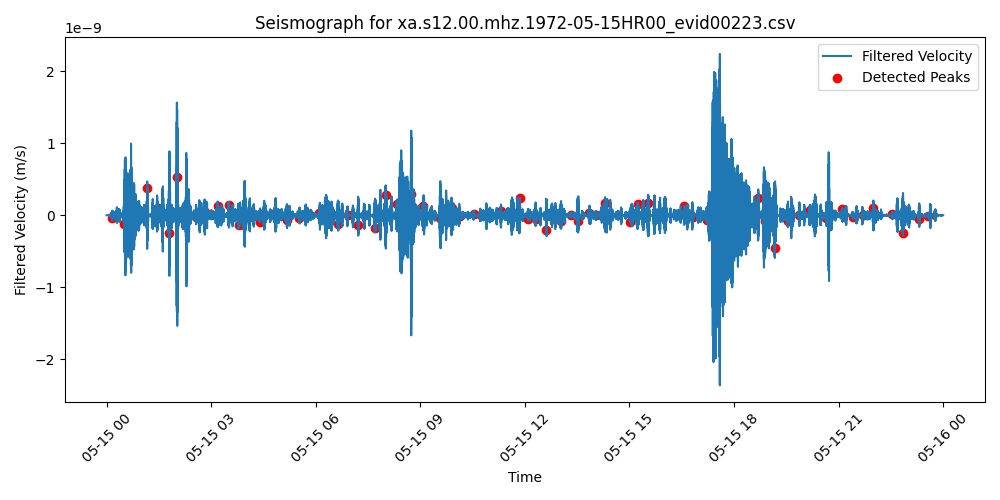 Seismograph for xa.s12.00.mhz.1972-05-15HR00_evid00223.csv
1e−9
Filtered Velocity
Detected Peaks
2
1
0
−1
−2
Filtered Velocity (m/s)
05-15 00
05-15 03
05-15 06
05-15 09
05-15 12
05-15 15
05-15 18
05-15 21
05-16 00
Time